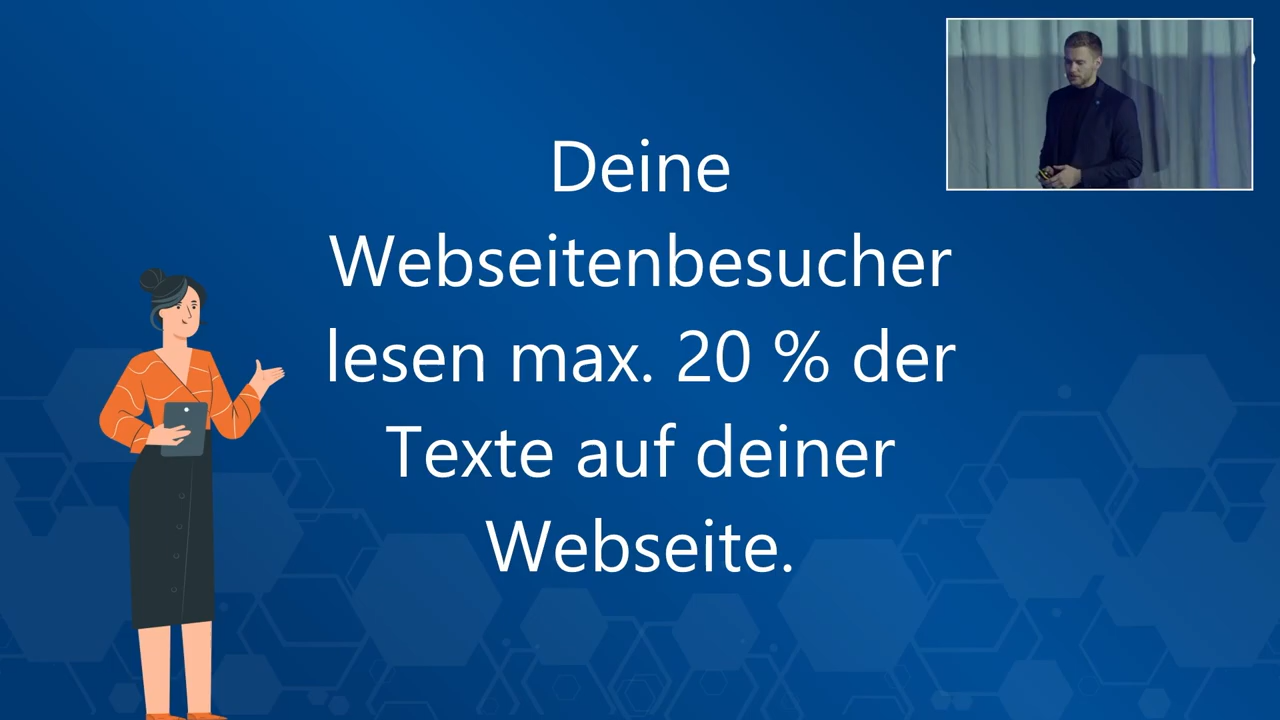 Deine
Webseitenbesucher
lesen max. 20 % der
Texte auf deiner
Webseite.